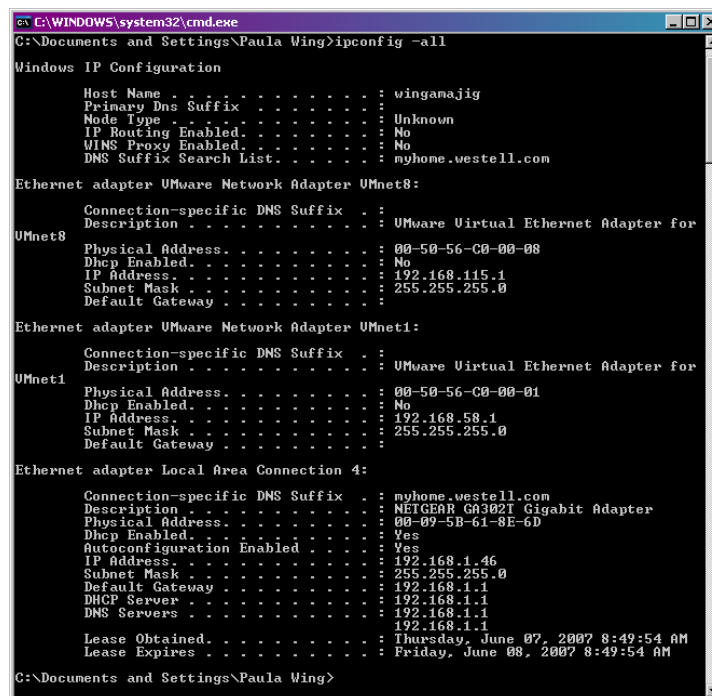 C:\WINDOWS\system32\cmd.exe
C:\Documents and Settings\Paula Wing>ipconfig -all
Windows IP Configuration
Host Name . . . . . . . . . . . . : wingamajig
Primary Dns Suffix . . . . . . . :
Node Type . . . . . . . . . . . . : Unknown
IP Routing Enabled. . . . . . . . : No
WINS Proxy Enabled. . . . . . . . : No
DNS Suffix Search List. . . . . . : myhome.westell.com
Ethernet adapter VMware Network Adapter VMnet8:
Connection-specific DNS Suffix . :
Description . . . . . . . . . . . : VMware Virtual Ethernet Adapter for
VMnet8
Physical Address. . . . . . . . . : 00-50-56-C0-00-08
Dhcp Enabled. . . . . . . . . . . : No
IP Address. . . . . . . . . . . . : 192.168.115.1
Subnet Mask . . . . . . . . . . . : 255.255.255.0
Default Gateway . . . . . . . . . :
Ethernet adapter VMware Network Adapter VMnet1:
Connection-specific DNS Suffix . :
Description . . . . . . . . . . . : VMware Virtual Ethernet Adapter for
VMnet1
Physical Address. . . . . . . . . : 00-50-56-C0-00-01
Dhcp Enabled. . . . . . . . . . . : No
IP Address. . . . . . . . . . . . : 192.168.58.1
Subnet Mask . . . . . . . . . . . : 255.255.255.0
Default Gateway . . . . . . . . . :
Ethernet adapter Local Area Connection 4:
Connection-specific DNS Suffix . : myhome.westell.com
Description . . . . . . . . . . . : NETGEAR GA302T Gigabit Adapter
Physical Address. . . . . . . . . : 00-09-5B-61-8E-6D
Dhcp Enabled. . . . . . . . . . . : Yes
Autoconfiguration Enabled . . . . : Yes
IP Address. . . . . . . . . . . . : 192.168.1.46
Subnet Mask . . . . . . . . . . . : 255.255.255.0
Default Gateway . . . . . . . . . : 192.168.1.1
DHCP Server . . . . . . . . . . . : 192.168.1.1
DNS Servers . . . . . . . . . . . : 192.168.1.1
192.168.1.1
Lease Obtained. . . . . . . . . . : Thursday, June 07, 2007 8:49:54 AM
Lease Expires . . . . . . . . . . : Friday, June 08, 2007 8:49:54 AM
C:\Documents and Settings\Paula Wing>